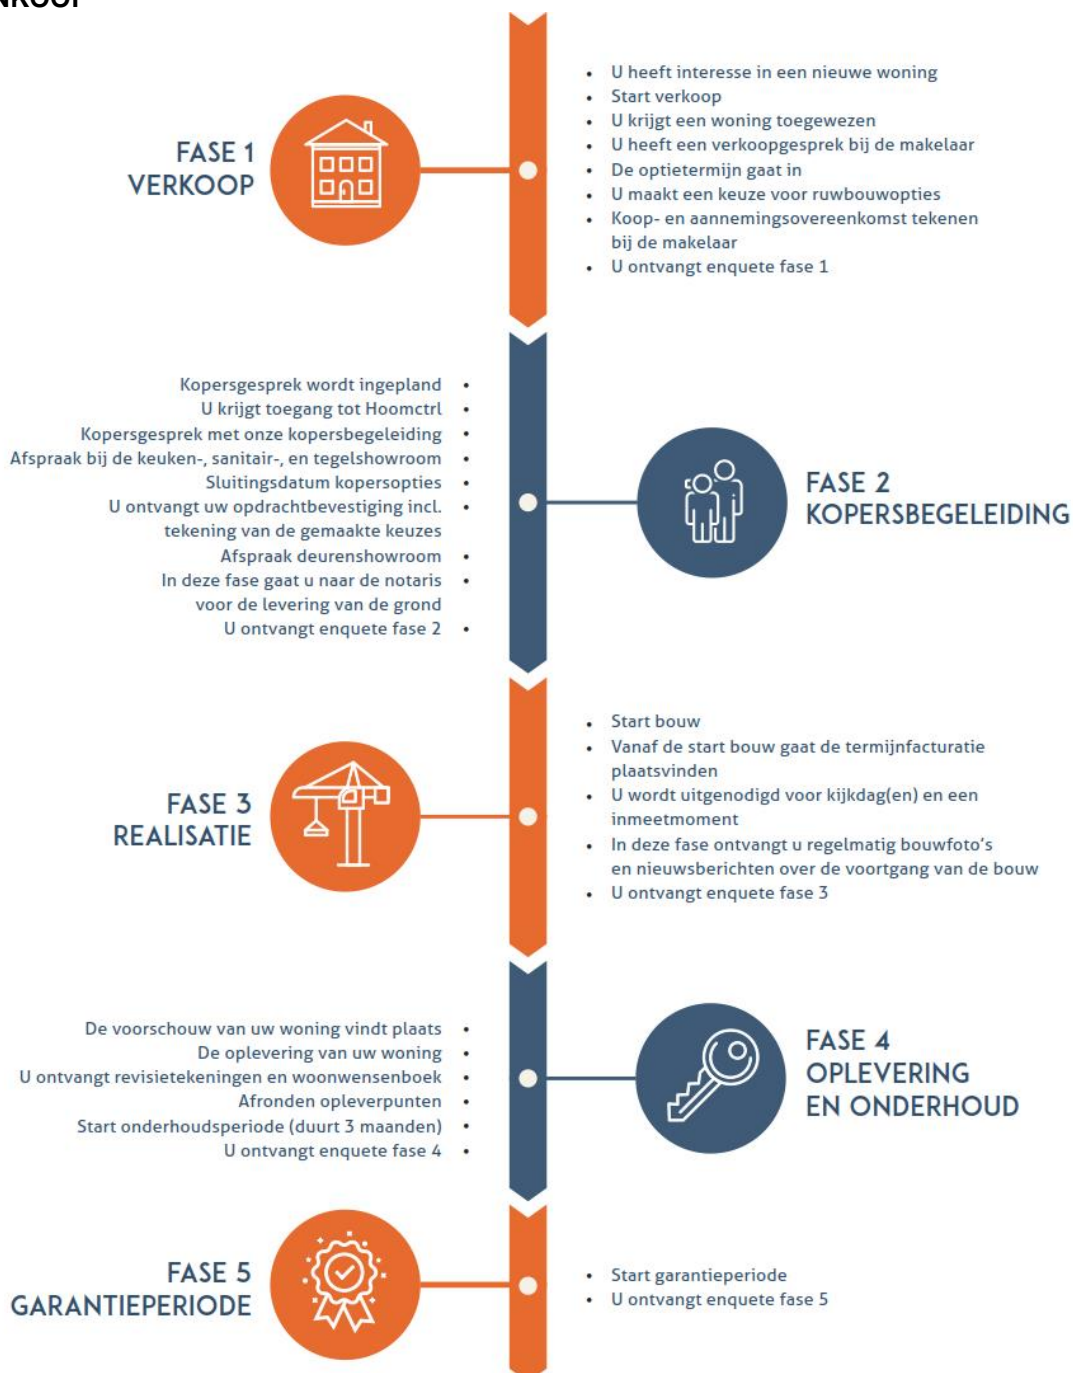 FASE 1
VERKOOP
• U heeft interesse in een nieuwe woning
• Start verkoop
• U krijgt een woning toegewezen
• U heeft een verkoopgesprek bij de makelaar
• De optietermijn gaat in
• U maakt een keuze voor ruwbouwopties
• Koop- en aannemingsovereenkomst tekenen
bij de makelaar
• U ontvangt enquete fase 1
Kopersgesprek wordt ingepland •
U krijgt toegang tot Hoomctrl •
Kopersgesprek met onze kopersbegeleiding •
Afspraak bij de keuken-, sanitair-, en tegelshowroom •
Sluitingsdatum kopersopties •
U ontvangt uw opdrachtbevestiging incl. •
tekening van de gemaakte keuzes
Afspraak deurenshowroom •
In deze fase gaat u naar de notaris •
voor de levering van de grond
U ontvangt enquete fase 2 •
FASE 2
KOPERSBEGELEIDING
FASE 3
REALISATIE
• Start bouw
• Vanaf de start bouw gaat de termijnfacturatie
plaatsvinden
• U wordt uitgenodigd voor kijkdag(en) en een
inmeetmoment
• In deze fase ontvangt u regelmatig bouwfoto's
en nieuwsberichten over de voortgang van de bouw
• U ontvangt enquete fase 3
De voorschouw van uw woning vindt plaats •
De oplevering van uw woning •
U ontvangt revisietekeningen en woonwensenboek •
Afronden opleverpunten •
Start onderhoudsperiode (duurt 3 maanden) •
U ontvangt enquete fase 4 •
FASE 4
OPLEVERING
EN ONDERHOUD
FASE 5
GARANTIEPERIODE
• Start garantieperiode
• U ontvangt enquete fase 5